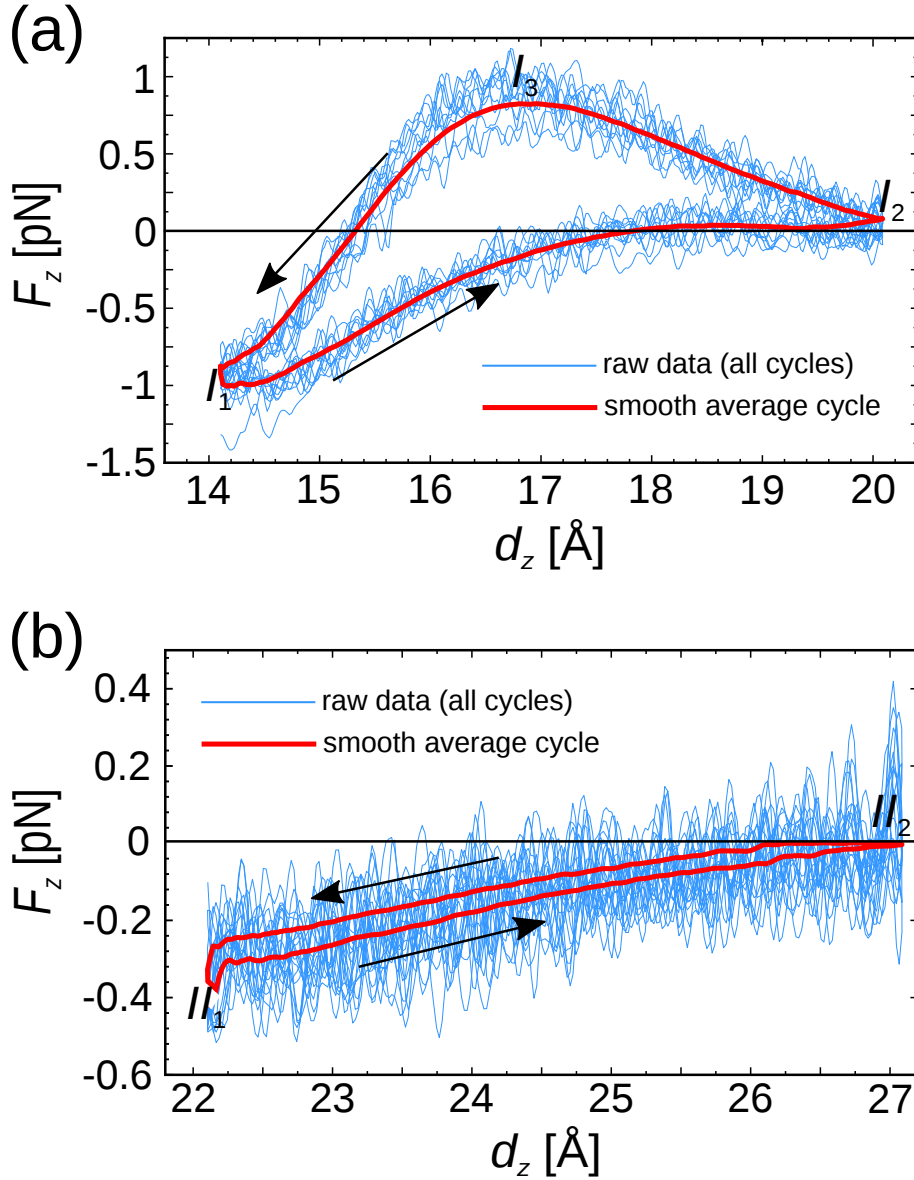 (a)
1
0.5
0
-0.5
-1
-1.5
F_z [pN]
I_3
I_2
I_1
raw data (all cycles)
smooth average cycle
14 15 16 17 18 19 20
d_z [Å]
(b)
0.4
0.2
0
-0.2
-0.4
-0.6
F_z [pN]
raw data (all cycles)
smooth average cycle
II_2
II_1
22 23 24 25 26 27
d_z [Å]